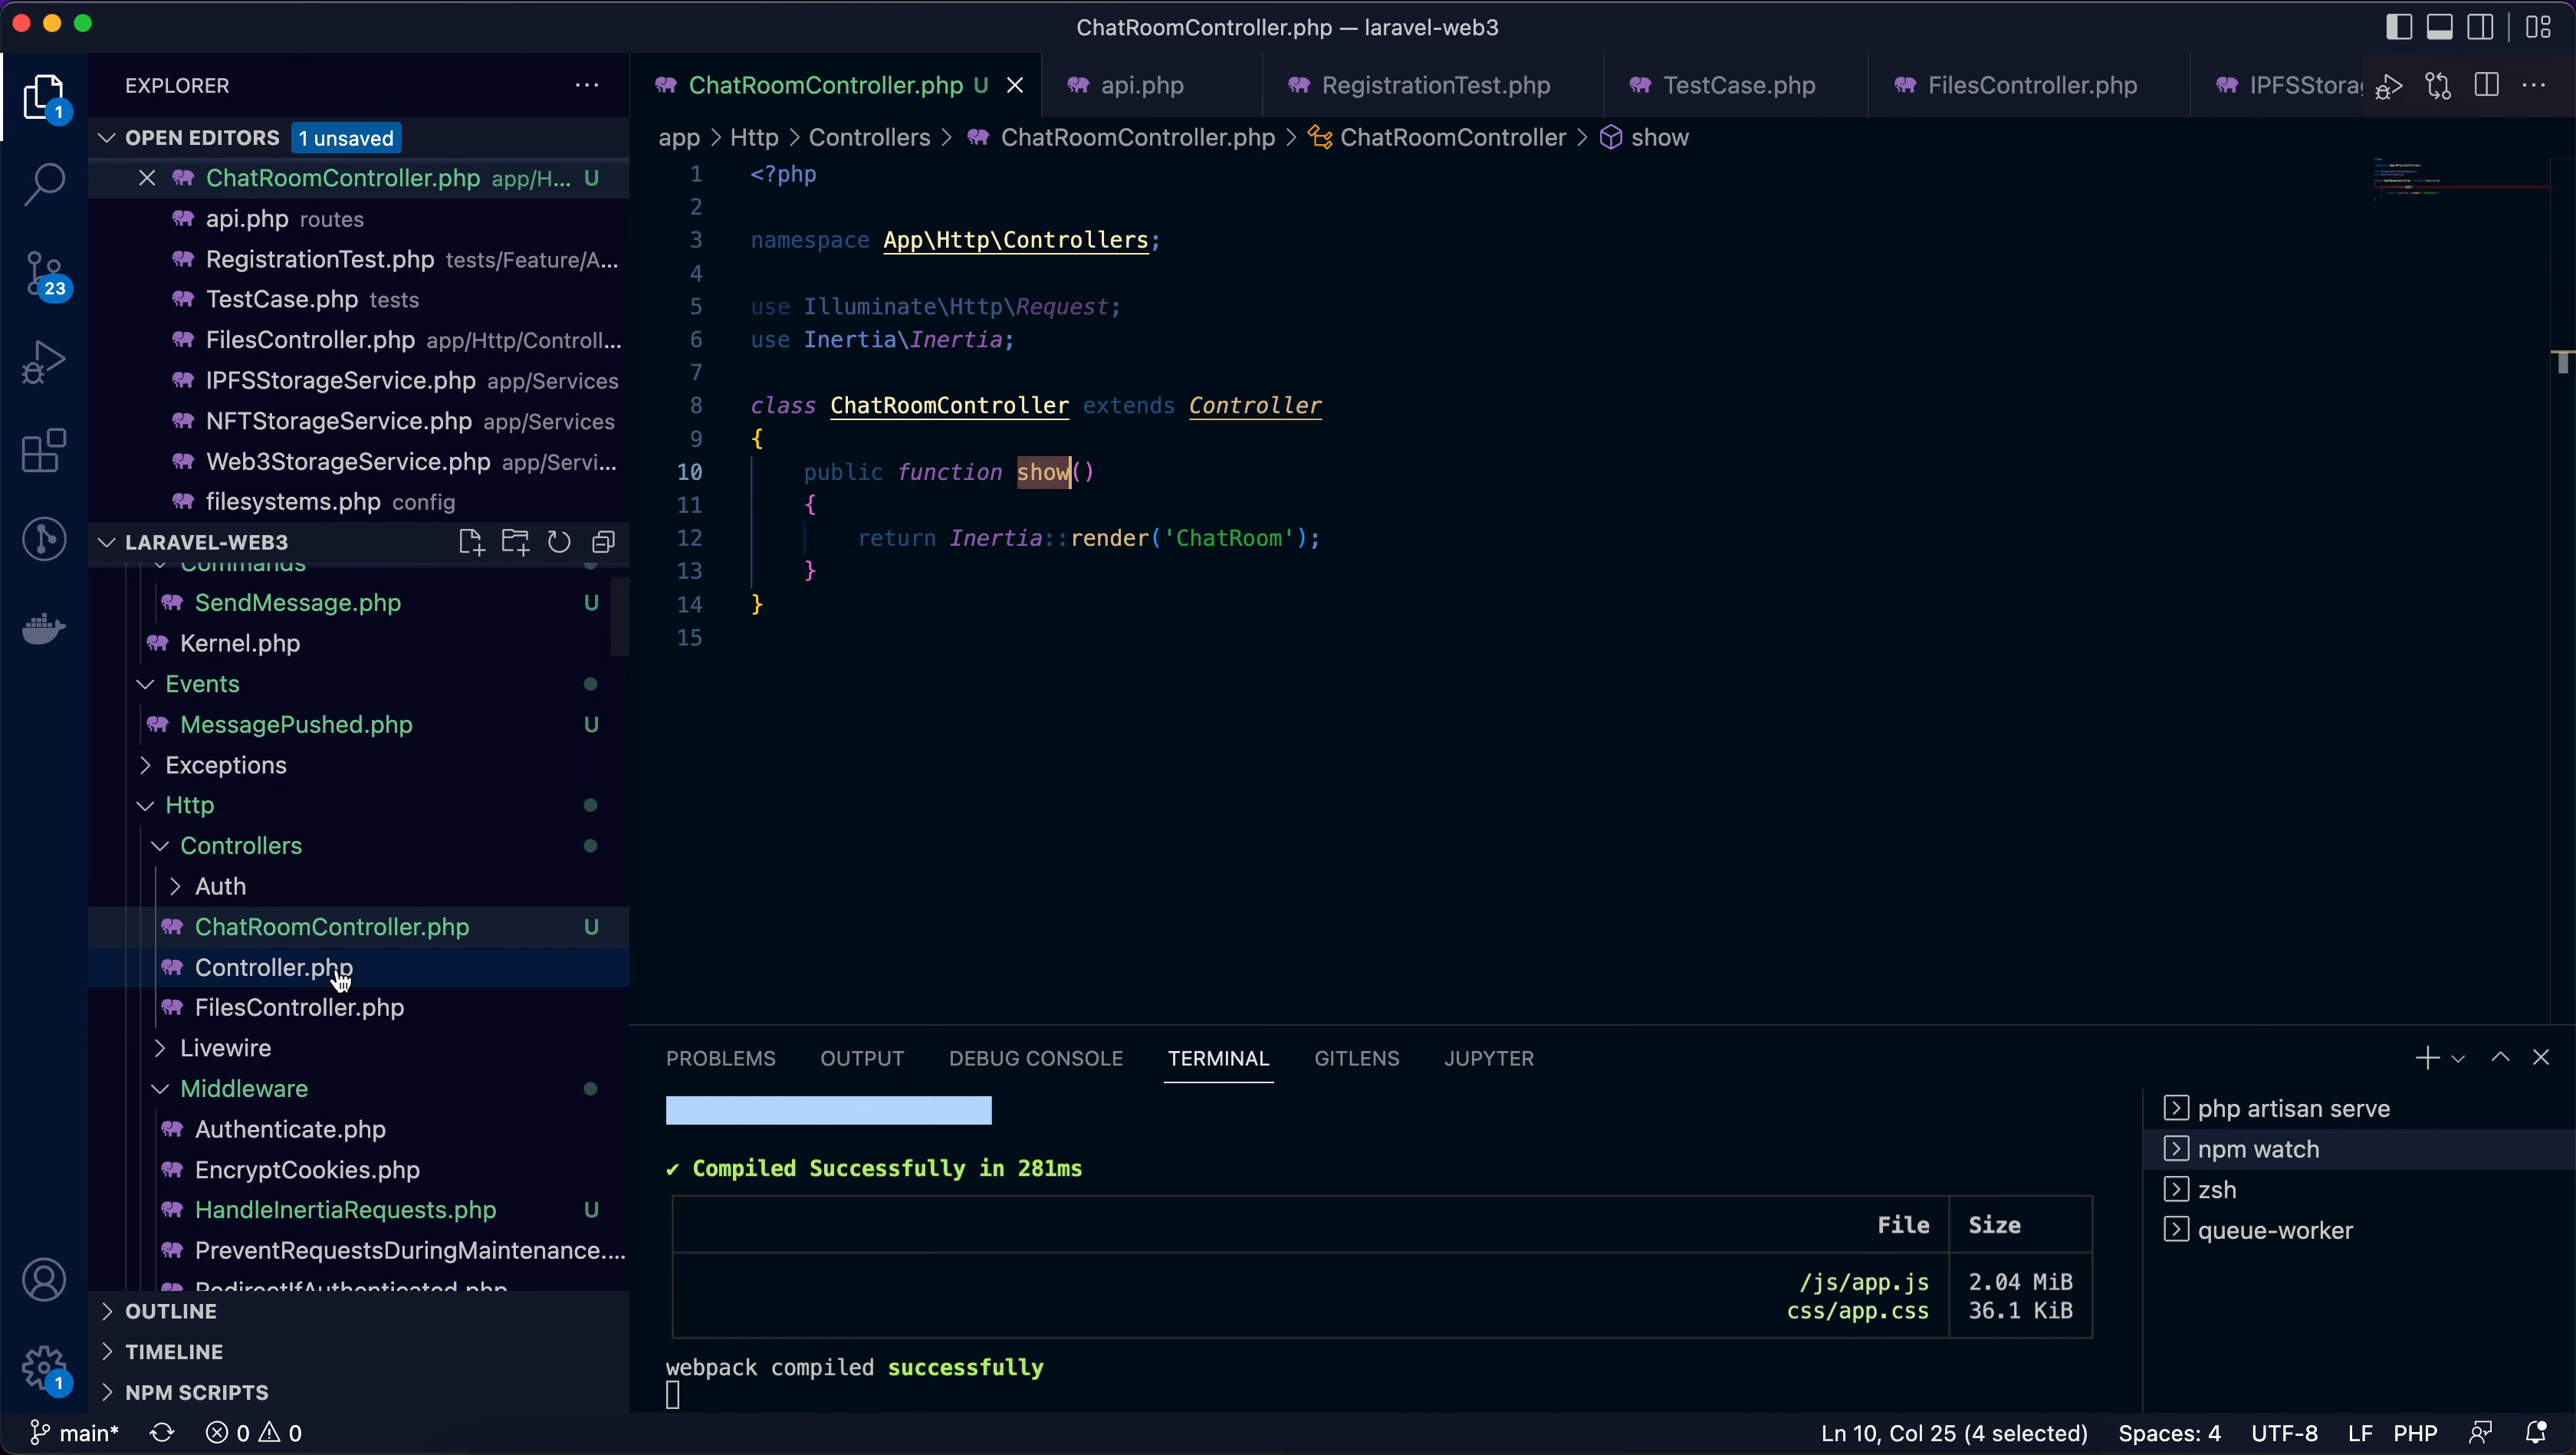 ChatRoomController.php — laravel-web3
EXPLORER
OPEN EDITORS 1 unsaved
ChatRoomController.php app/H... U
api.php routes
RegistrationTest.php tests/Feature/A...
TestCase.php tests
FilesController.php app/Http/Controll...
IPFSStorageService.php app/Services
NFTStorageService.php app/Services
Web3StorageService.php app/Servi...
filesystems.php config
LARAVEL-WEB3
Commands
SendMessage.php U
Kernel.php
Events
MessagePushed.php U
Exceptions
Http
Controllers
Auth
ChatRoomController.php U
Controller.php
FilesController.php
Livewire
Middleware
Authenticate.php
EncryptCookies.php
HandleInertiaRequests.php U
PreventRequestsDuringMaintenance....
RedirectIfAuthenticated.php
OUTLINE
TIMELINE
NPM SCRIPTS
1
23
1
ChatRoomController.php U api.php RegistrationTest.php TestCase.php FilesController.php IPFSStorag
app > Http > Controllers > ChatRoomController.php > ChatRoomController > show
1 <?php
2
3 namespace App\Http\Controllers;
4
5 use Illuminate\Http\Request;
6 use Inertia\Inertia;
7
8 class ChatRoomController extends Controller
9 {
10 public function show()
11 {
12 return Inertia::render('ChatRoom');
13 }
14 }
15
PROBLEMS OUTPUT DEBUG CONSOLE TERMINAL GITLENS JUPYTER
✔ Compiled Successfully in 281ms
File Size
/js/app.js 2.04 MiB
css/app.css 36.1 KiB
webpack compiled successfully
php artisan serve
npm watch
zsh
queue-worker
main* 0 0 Ln 10, Col 25 (4 selected) Spaces: 4 UTF-8 LF PHP